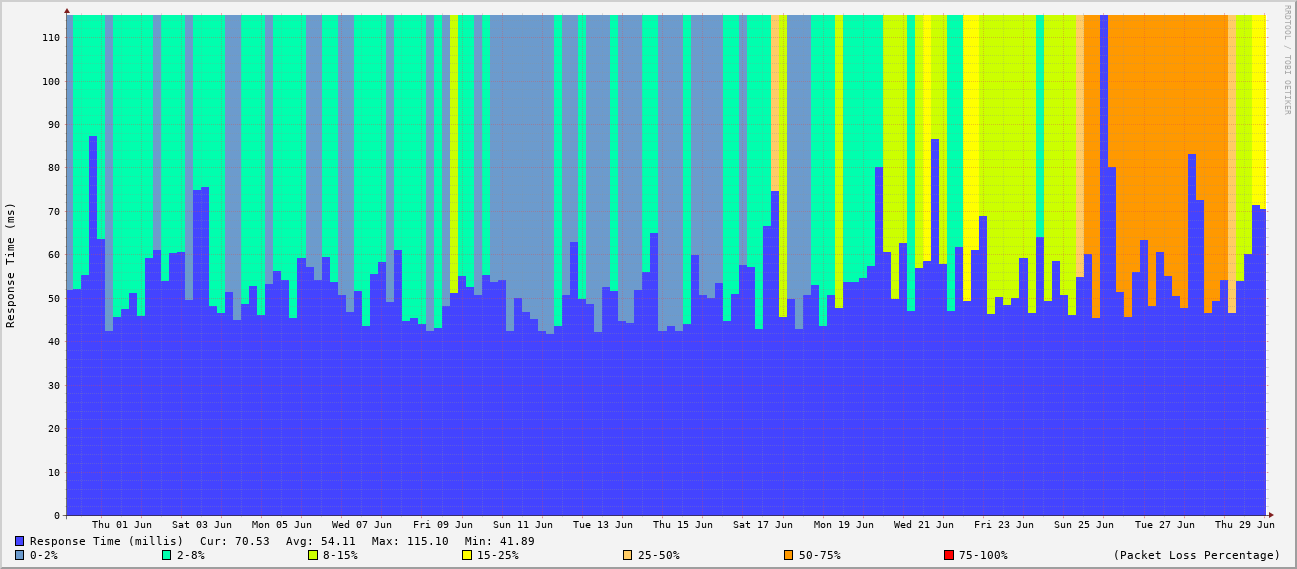 RRDTOOL / TOBI OETIKER
Response Time (ms)
110
100
90
80
70
60
50
40
30
20
10
0
Thu 01 Jun Sat 03 Jun Mon 05 Jun Wed 07 Jun Fri 09 Jun Sun 11 Jun Tue 13 Jun Thu 15 Jun Sat 17 Jun Mon 19 Jun Wed 21 Jun Fri 23 Jun Sun 25 Jun Tue 27 Jun Thu 29 Jun
Response Time (millis) Cur: 70.53 Avg: 54.11 Max: 115.10 Min: 41.89
0-2% 2-8% 8-15% 15-25% 25-50% 50-75% 75-100% (Packet Loss Percentage)